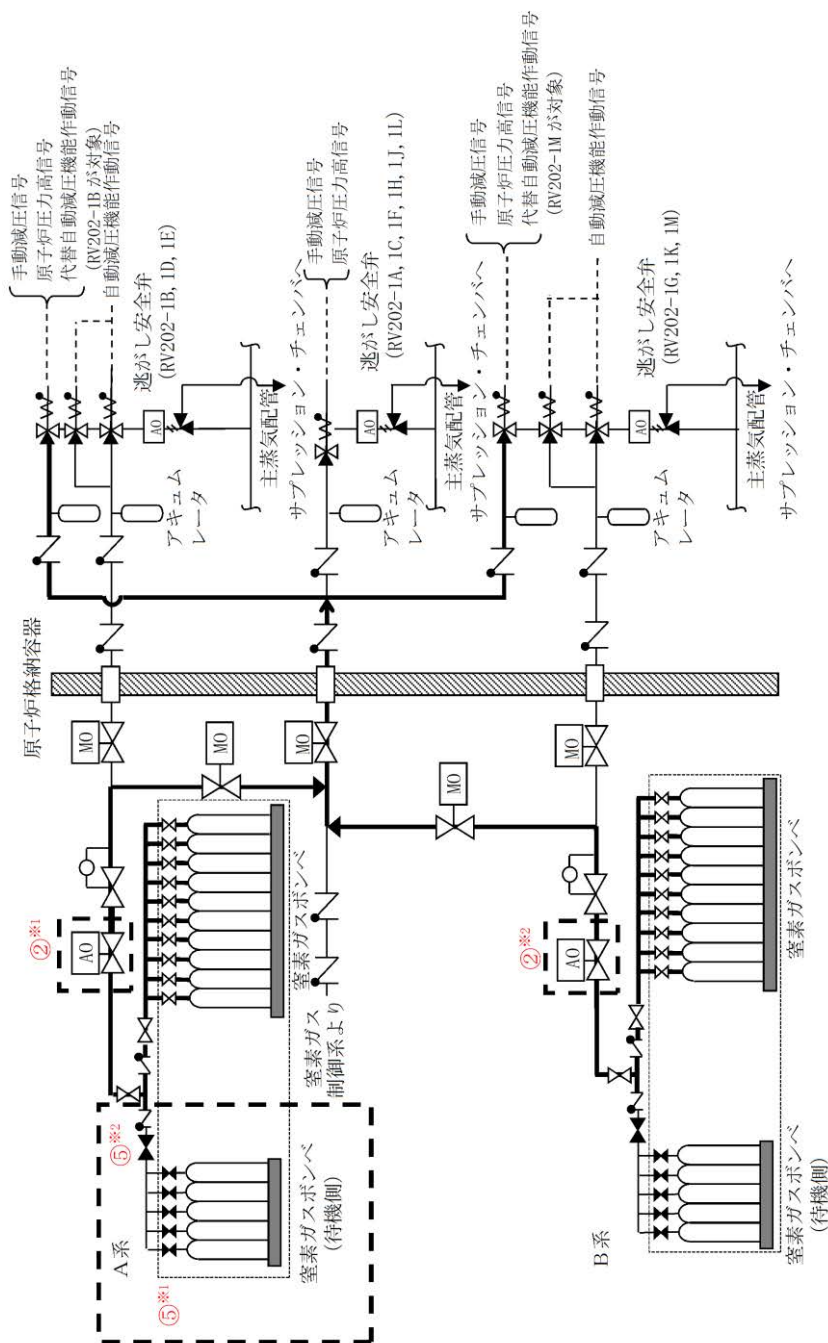 手動減圧信号
原子炉圧力高信号
代替自動減圧機能作動信号
(RV202-1B が対象)
自動減圧機能作動信号
逃がし安全弁
(RV202-1B, 1D, 1E)
AO
主蒸気配管
サプレッション・チェンバへ
アキュム
レータ
手動減圧信号
原子炉圧力高信号
逃がし安全弁
(RV202-1A, 1C, 1F, 1H, 1J, 1L)
AO
主蒸気配管
サプレッション・チェンバへ
アキュム
レータ
手動減圧信号
原子炉圧力高信号
代替自動減圧機能作動信号
(RV202-1M が対象)
自動減圧機能作動信号
逃がし安全弁
(RV202-1G, 1K, 1M)
AO
主蒸気配管
サプレッション・チェンバへ
アキュム
レータ
原子炉格納容器
MO
MO
MO
MO
MO
②※1
AO
窒素ガスボンベ
窒素ガス
制御系より
②※2
AO
窒素ガスボンベ
A系
⑤※2
⑤※1
窒素ガスボンベ
(待機側)
B系
窒素ガスボンベ
(待機側)